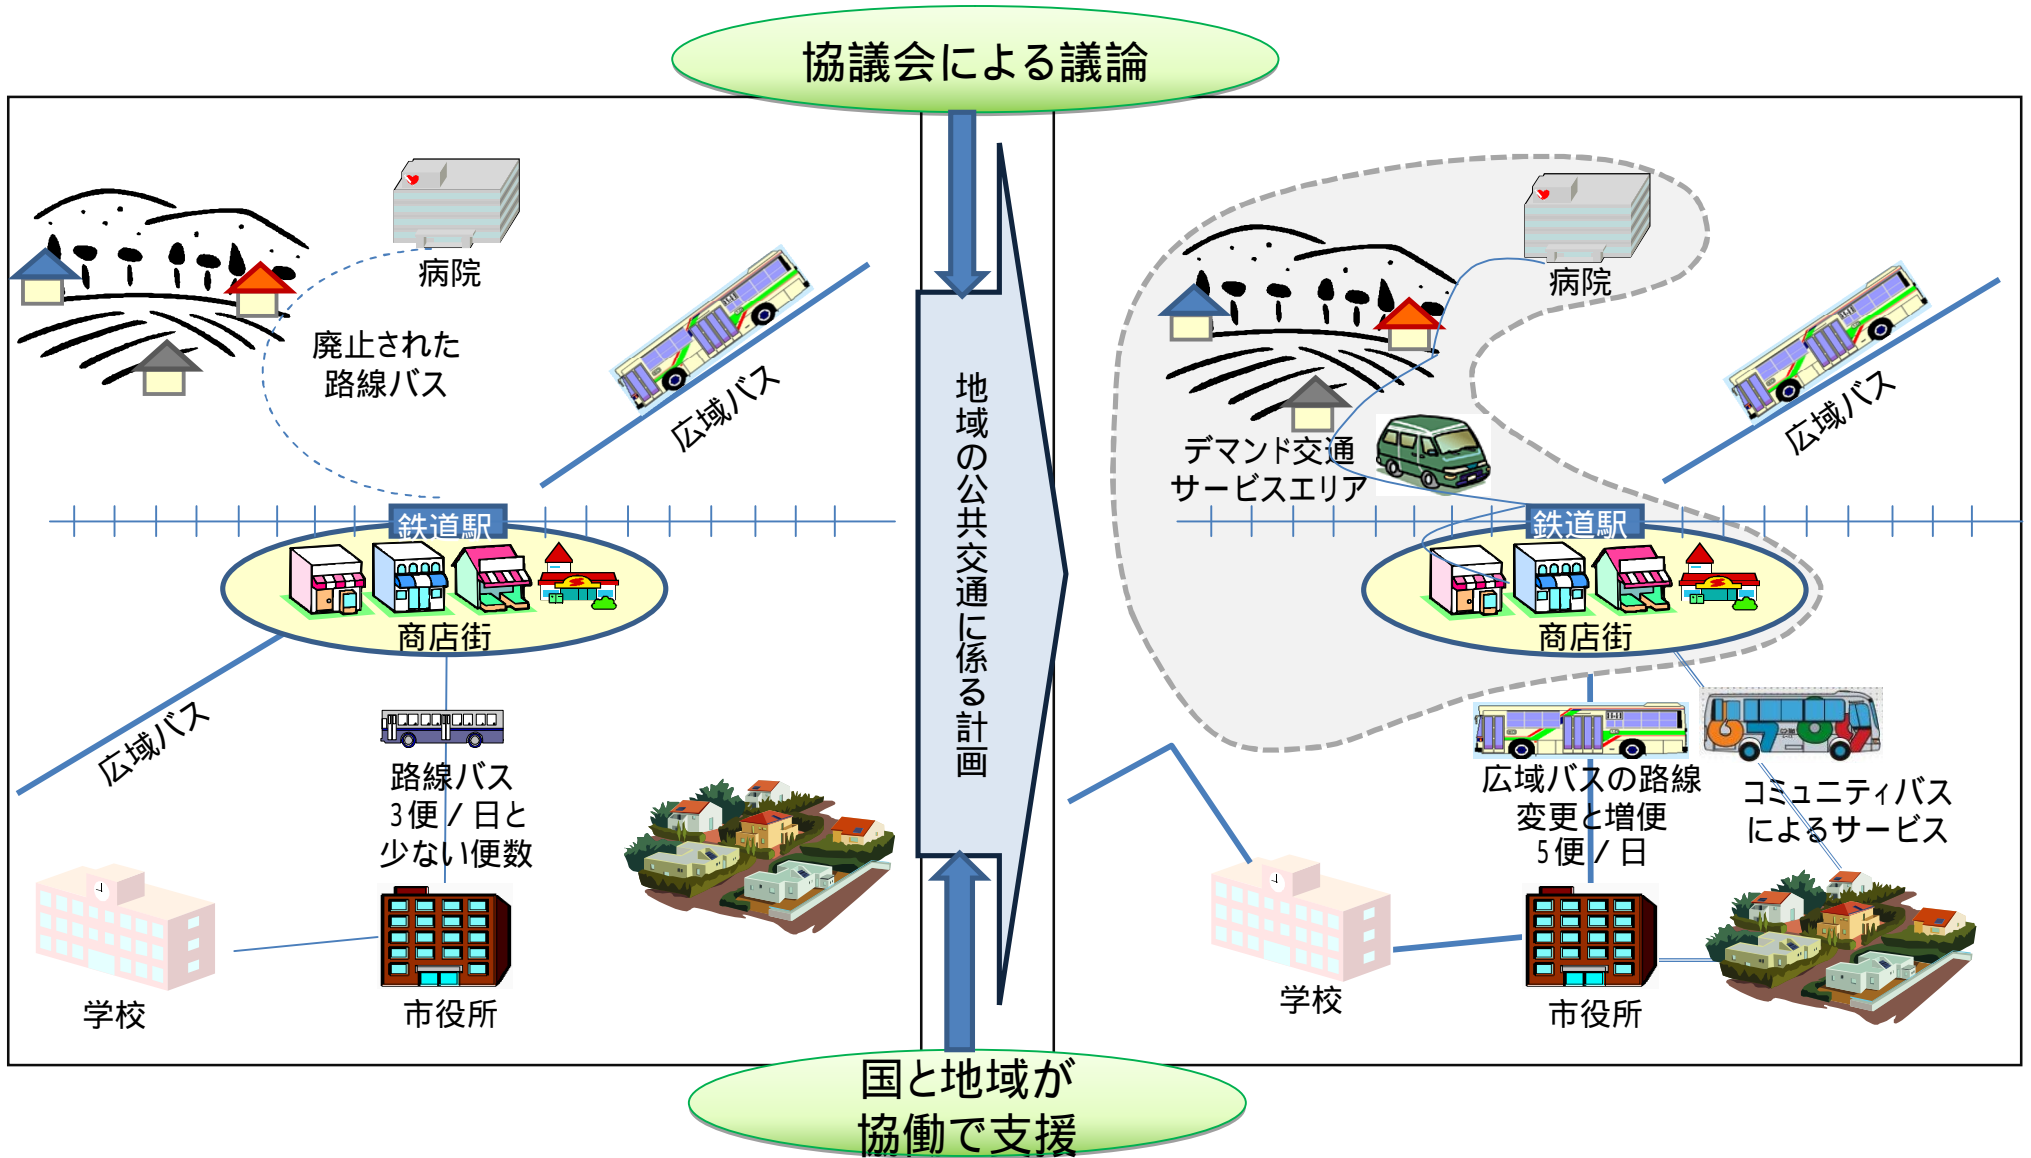 協議会による議論
病院
廃止された
路線バス
広域バス
鉄道駅
商店街
広域バス
路線バス
3便/日と
少ない便数
学校
市役所
地域の公共交通に係る計画
病院
広域バス
デマンド交通
サービスエリア
鉄道駅
商店街
広域バスの路線
変更と増便
5便/日
コミュニティバス
によるサービス
学校
市役所
国と地域が
協働で支援